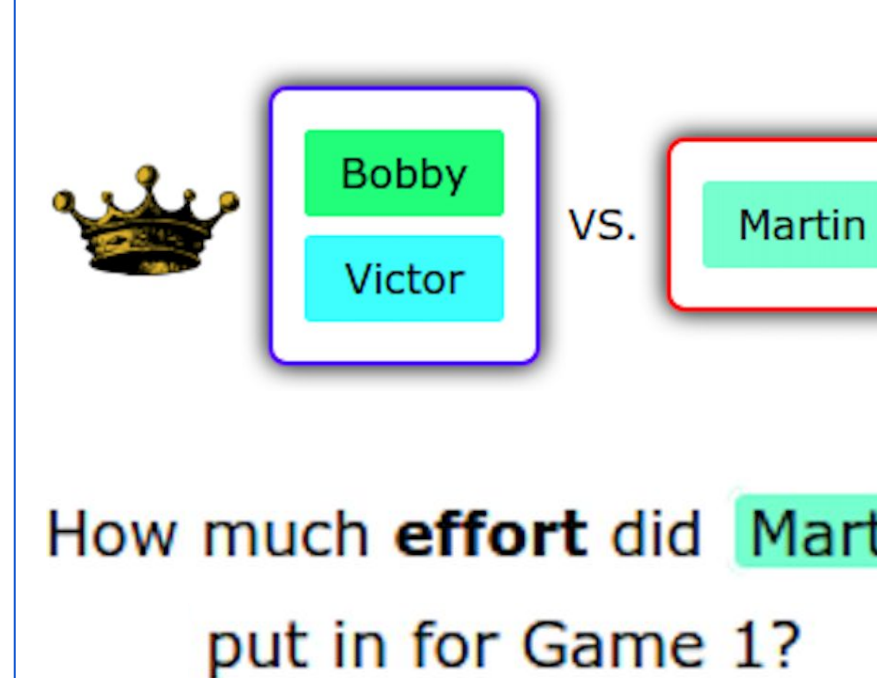 Bobby
Victor
vs.
Martin
How much effort did Mart
put in for Game 1?